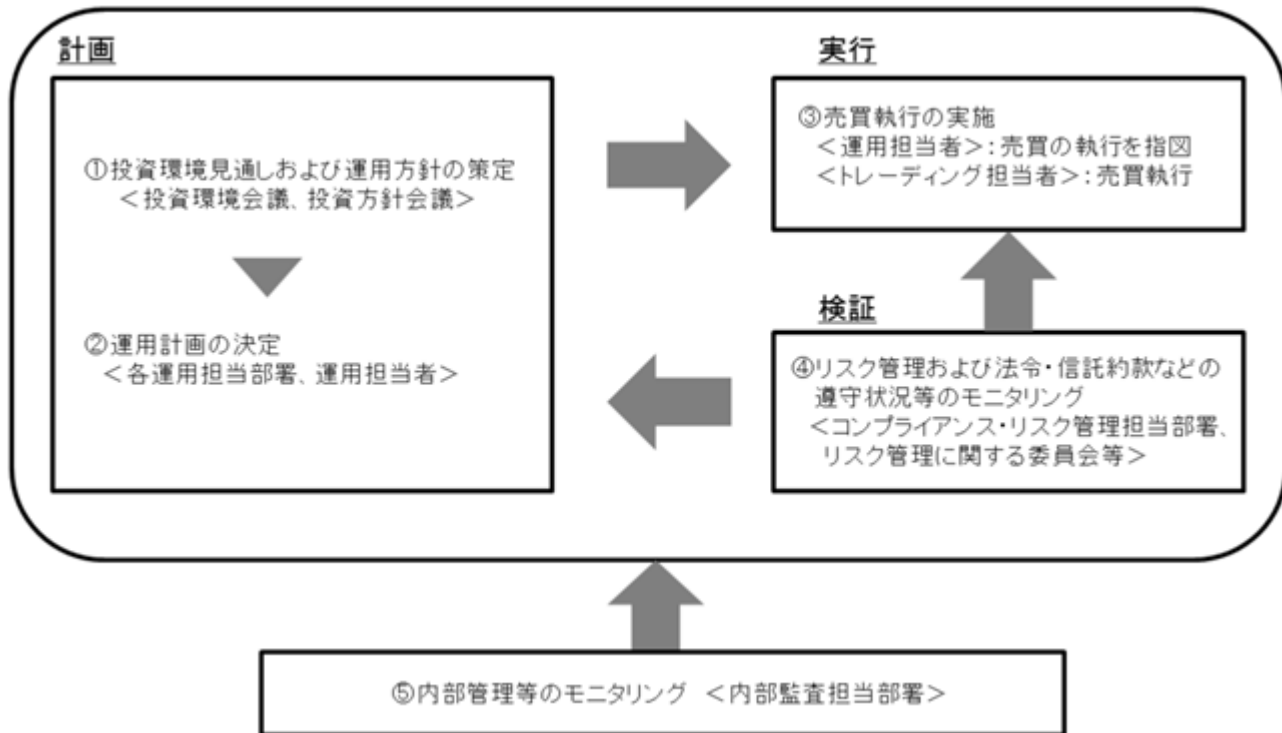 計画
①投資環境見通しおよび運用方針の策定
＜投資環境会議、投資方針会議＞
②運用計画の決定
＜各運用担当部署、運用担当者＞
実行
③売買執行の実施
＜運用担当者＞：売買の執行を指図
＜トレーディング担当者＞：売買執行
検証
④リスク管理および法令・信託約款などの
遵守状況等のモニタリング
＜コンプライアンス・リスク管理担当部署、
リスク管理に関する委員会等＞
⑤内部管理等のモニタリング ＜内部監査担当部署＞